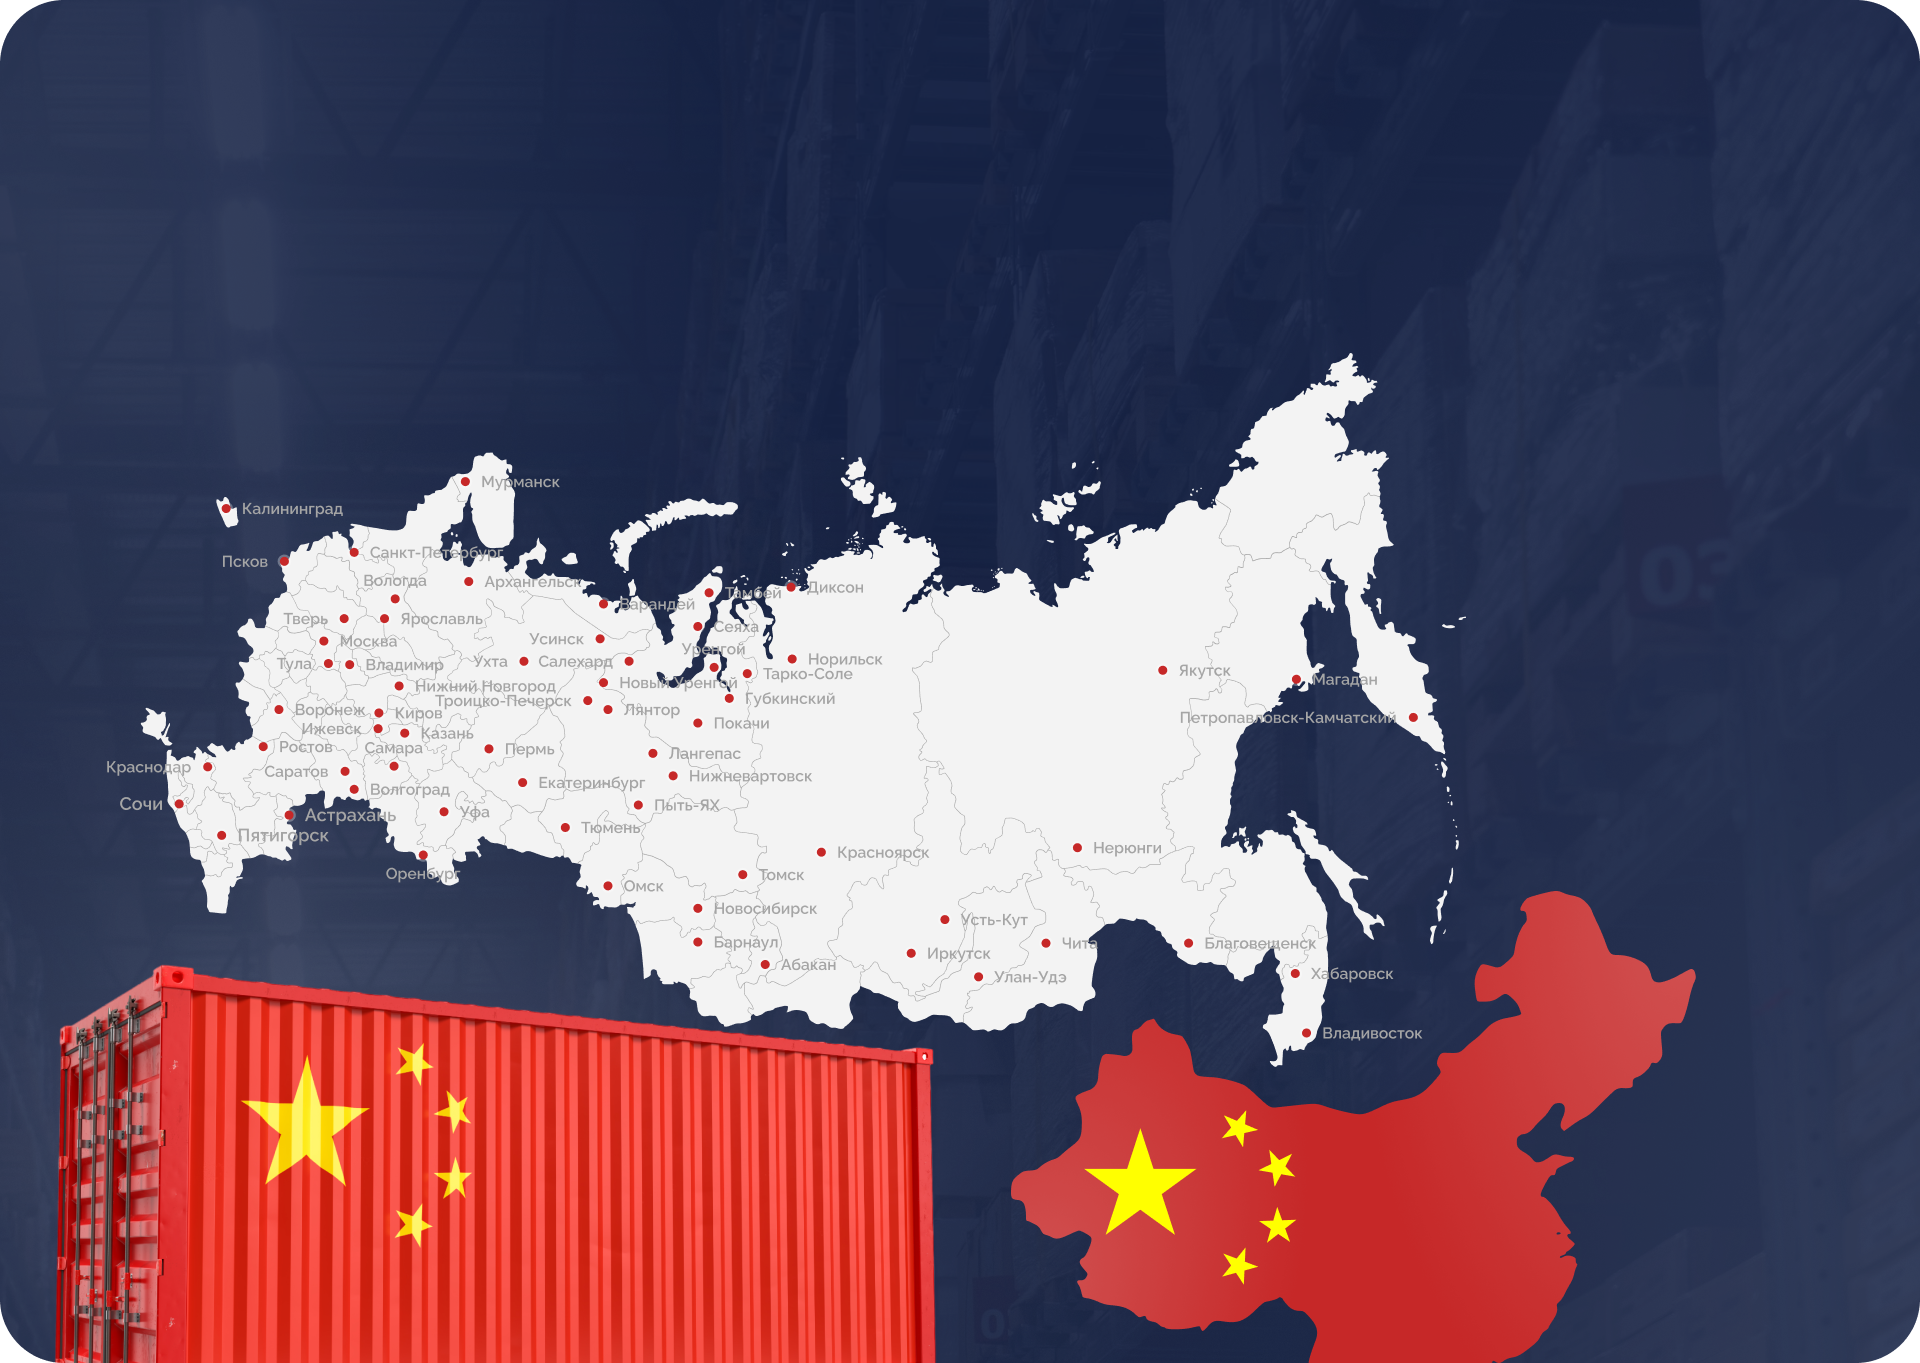 Мурманск
Калининград
Санкт-Петербург
Псков
Вологда
Архангельск
Диксон
Тамбей
Варандей
Тверь
Ярославль
Сеяха
Усинск
Москва
Уренгой
Норильск
Тула
Владимир
Ухта
Салехард
Якутск
Тарко-Соле
Магадан
Новый Уренгой
Нижний Новгород
Губкинский
Троицко-Печерск
Воронеж
Киров
Лянтор
Петропавловск-Камчатский
Покачи
Ижевск
Казань
Ростов
Самара
Пермь
Лангепас
Краснодар
Саратов
Нижневартовск
Екатеринбург
Волгоград
Сочи
Пыть-ЯХ
Уфа
Астрахань
Тюмень
Пятигорск
Нерюнги
Красноярск
Оренбург
Томск
Омск
Новосибирск
Усть-Кут
Барнаул
Чита
Благовещенск
Иркутск
Абакан
Хабаровск
Улан-Удэ
Владивосток
03